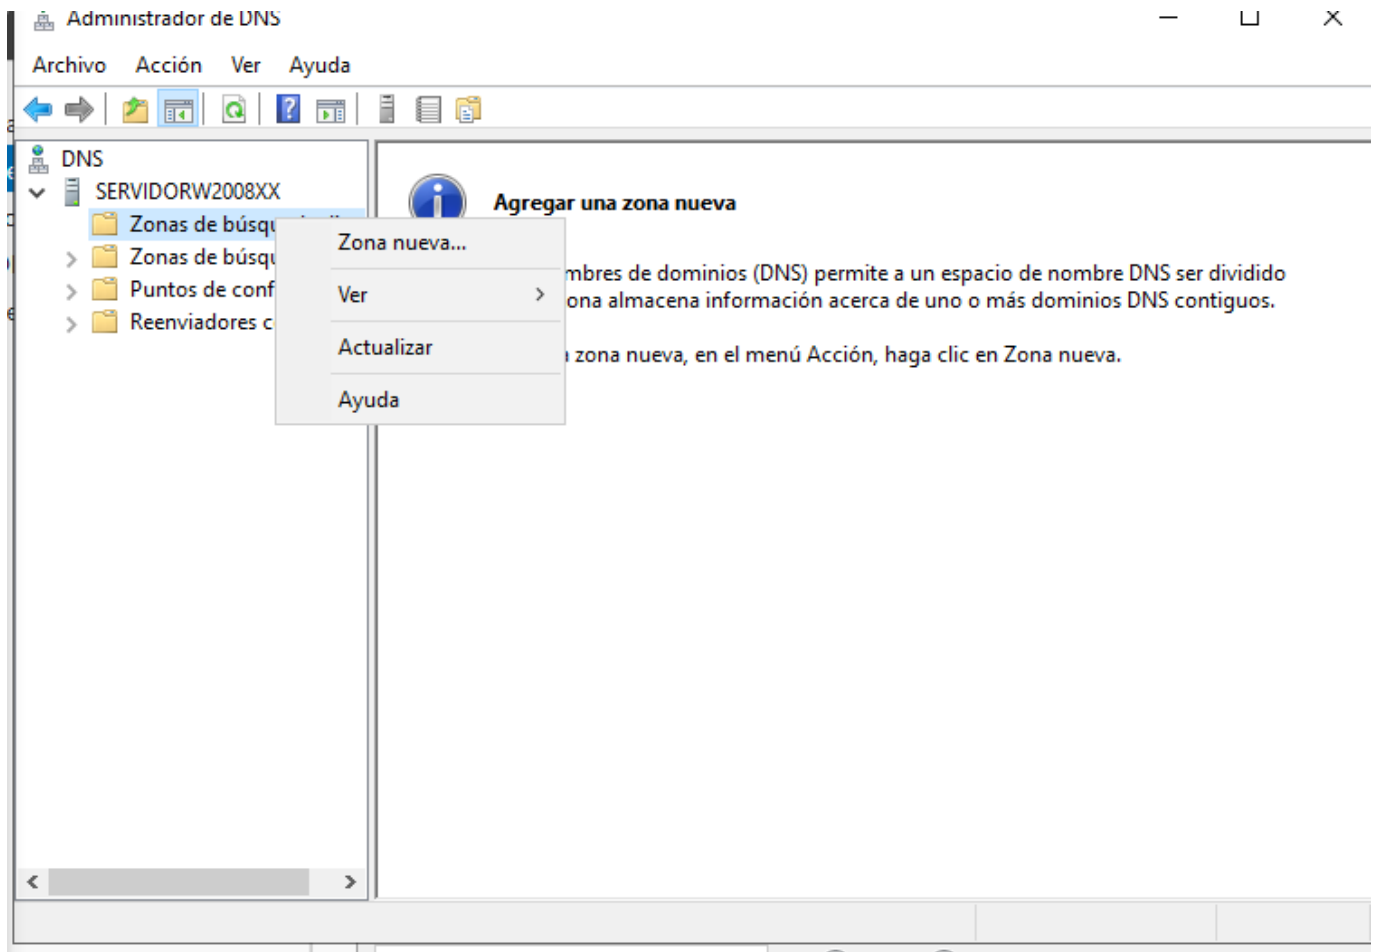 Administrador de DNS
Archivo Acción Ver Ayuda
DNS
SERVIDORW2008XX
Zonas de búsqu
Zonas de búsqu
Puntos de conf
Reenviadores c
Zona nueva...
Ver
Actualizar
Ayuda
Agregar una zona nueva
mbres de dominios (DNS) permite a un espacio de nombre DNS ser dividido
ona almacena información acerca de uno o más dominios DNS contiguos.
zona nueva, en el menú Acción, haga clic en Zona nueva.